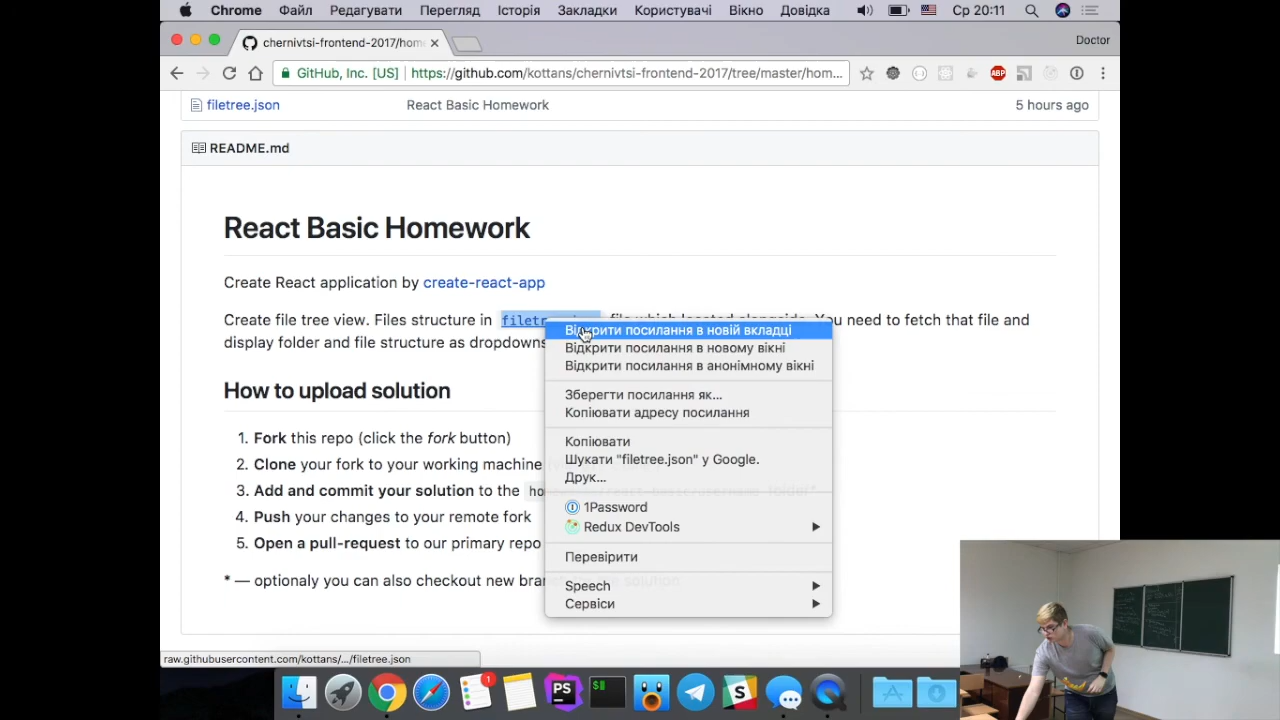 Chrome Файл Редагувати Перегляд Історія Закладки Користувачі Вікно Довідка Ср 20:11
chernivtsi-frontend-2017/hom Doctor
GitHub, Inc. [US] https://github.com/kottans/chernivtsi-frontend-2017/tree/master/hom... ABP
filetree.json React Basic Homework 5 hours ago
README.md
React Basic Homework
Create React application by create-react-app
Create file tree view. Files structure in file which located alongside. You need to fetch that file and
display folder and file structure as dropdowns
Відкрити посилання в новій вкладці
Відкрити посилання в новому вікні
Відкрити посилання в анонімному вікні
Зберегти посилання як...
Копіювати адресу посилання
Копіювати
Шукати "filetree.json" у Google.
Друк...
1Password
Redux DevTools
Перевірити
Speech
Сервіси
How to upload solution
1. Fork this repo (click the fork button)
2. Clone your fork to your working machine
3. Add and commit your solution to the
4. Push your changes to your remote fork
5. Open a pull-request to our primary repo
* — optionaly you can also checkout new solution
raw.githubusercontent.com/kottans/.../filetree.json
1
PS
$
S